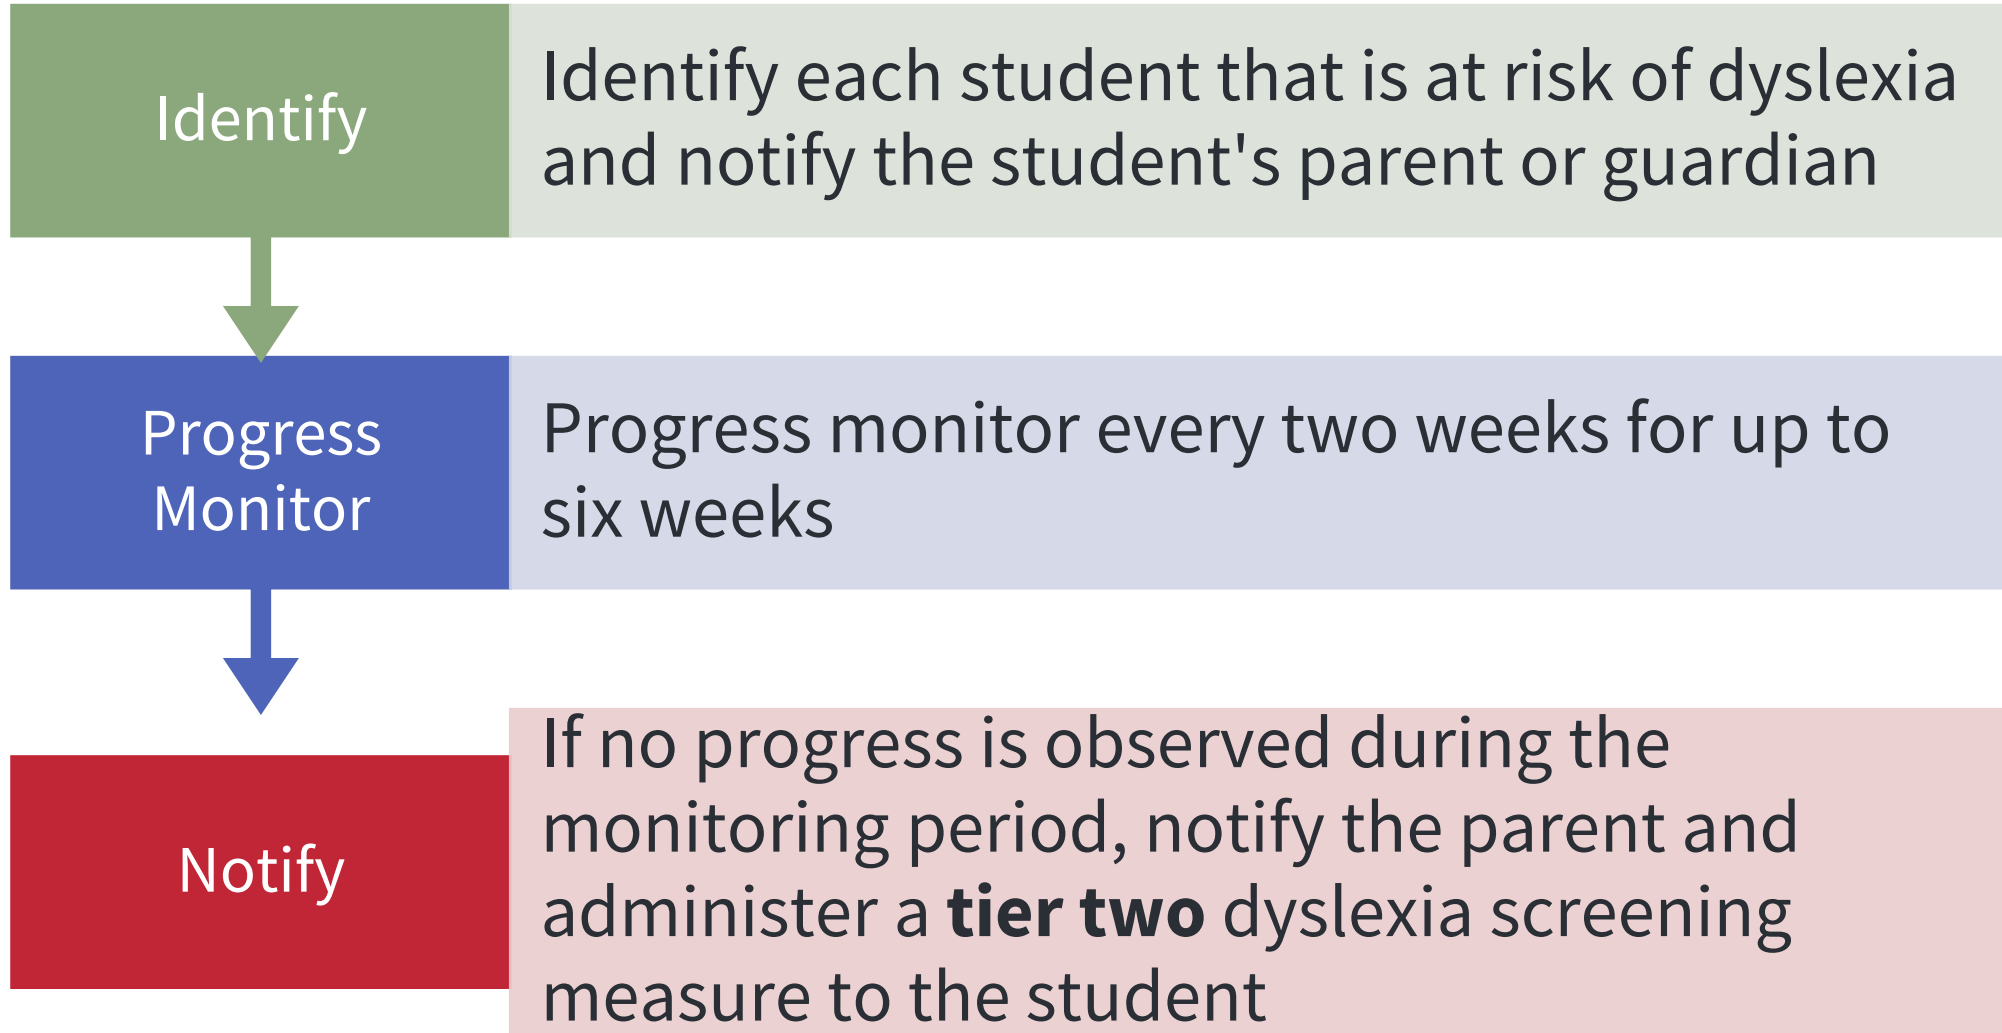 Identify
Identify each student that is at risk of dyslexia
and notify the student's parent or guardian
Progress
Monitor
Progress monitor every two weeks for up to
six weeks
Notify
If no progress is observed during the
monitoring period, notify the parent and
administer a tier two dyslexia screening
measure to the student